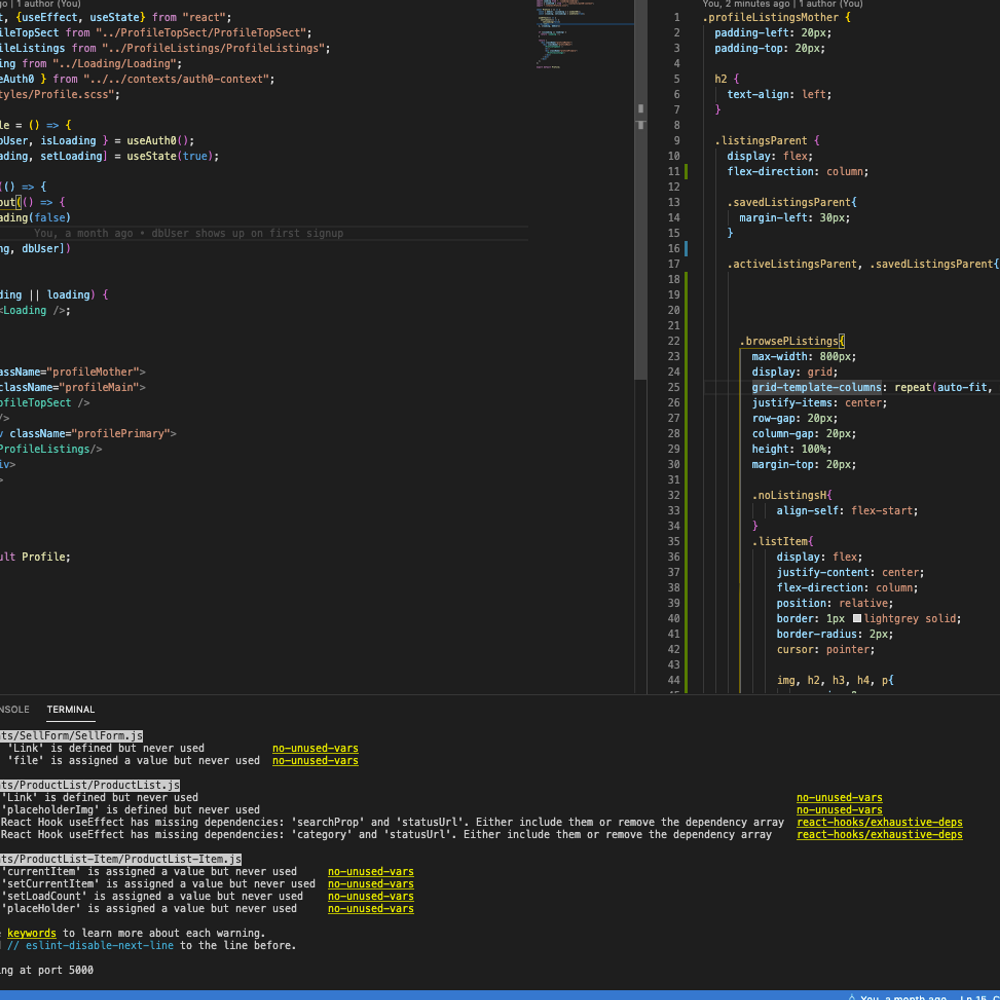 go | 1 author (You)
t, {useEffect, useState} from "react";
fileTopSect from "../ProfileTopSect/ProfileTopSect";
fileListings from "../ProfileListings/ProfileListings";
ing from "../Loading/Loading";
eAuth0 } from "../../contexts/auth0-context";
tyles/Profile.scss";
le = () => {
bUser, isLoading } = useAuth0();
ading, setLoading] = useState(true);
(() => {
out(() => {
ading(false)
You, a month ago • dbUser shows up on first signup
ng, dbUser])
ding || loading) {
<Loading />;
assName="profileMother">
className="profileMain">
ofileTopSect />
/>
v className="profilePrimary">
ProfileListings/>
iv>
>
ult Profile;
You, 2 minutes ago | 1 author (You)
1 .profileListingsMother {
2 padding-left: 20px;
3 padding-top: 20px;
4
5 h2 {
6 text-align: left;
7 }
8
9 .listingsParent {
10 display: flex;
11 flex-direction: column;
12
13 .savedListingsParent{
14 margin-left: 30px;
15 }
16
17 .activeListingsParent, .savedListingsParent{
18
19
20
21
22 .browsePListings{
23 max-width: 800px;
24 display: grid;
25 grid-template-columns: repeat(auto-fit,
26 justify-items: center;
27 row-gap: 20px;
28 column-gap: 20px;
29 height: 100%;
30 margin-top: 20px;
31
32 .noListingsH{
33 align-self: flex-start;
34 }
35 .listItem{
36 display: flex;
37 justify-content: center;
38 flex-direction: column;
39 position: relative;
40 border: 1px lightgrey solid;
41 border-radius: 2px;
42 cursor: pointer;
43
44 img, h2, h3, h4, p{
NSOLE TERMINAL
nts/SellForm/SellForm.js
'Link' is defined but never used no-unused-vars
'file' is assigned a value but never used no-unused-vars
nts/ProductList/ProductList.js
'Link' is defined but never used no-unused-vars
'placeholderImg' is defined but never used no-unused-vars
React Hook useEffect has missing dependencies: 'searchProp' and 'statusUrl'. Either include them or remove the dependency array react-hooks/exhaustive-deps
React Hook useEffect has missing dependencies: 'category' and 'statusUrl'. Either include them or remove the dependency array react-hooks/exhaustive-deps
nts/ProductList-Item/ProductList-Item.js
'currentItem' is assigned a value but never used no-unused-vars
'setCurrentItem' is assigned a value but never used no-unused-vars
'setLoadCount' is assigned a value but never used no-unused-vars
'placeHolder' is assigned a value but never used no-unused-vars
e keywords to learn more about each warning.
d // eslint-disable-next-line to the line before.
ing at port 5000
You, a month ago Ln 15, C